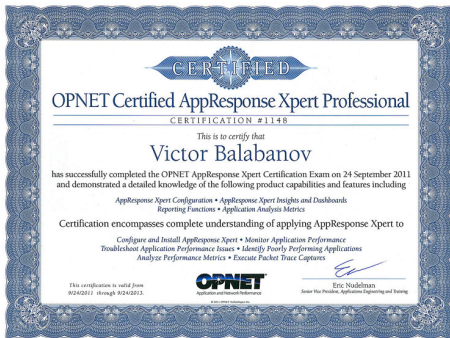 CERTIFIED
OPNET Certified AppResponse Xpert Professional
CERTIFICATION #1148
This is to certify that
Victor Balabanov
has successfully completed the OPNET AppResponse Xpert Certification Exam on 24 September 2011
and demonstrated a detailed knowledge of the following product capabilities and features including
AppResponse Xpert Configuration • AppResponse Xpert Insights and Dashboards
Reporting Functions • Application Analysis Metrics
Certification encompasses complete understanding of applying AppResponse Xpert to
Configure and Install AppResponse Xpert • Monitor Application Performance
Troubleshoot Application Performance Issues • Identify Poorly Performing Applications
Analyze Performance Metrics • Execute Packet Trace Captures
This certification is valid from
9/24/2011 through 9/24/2013.
OPNET
Application and Network Performance
© 2011 OPNET Technologies Inc.
Eric Nudelman
Senior Vice President, Applications Engineering and Training